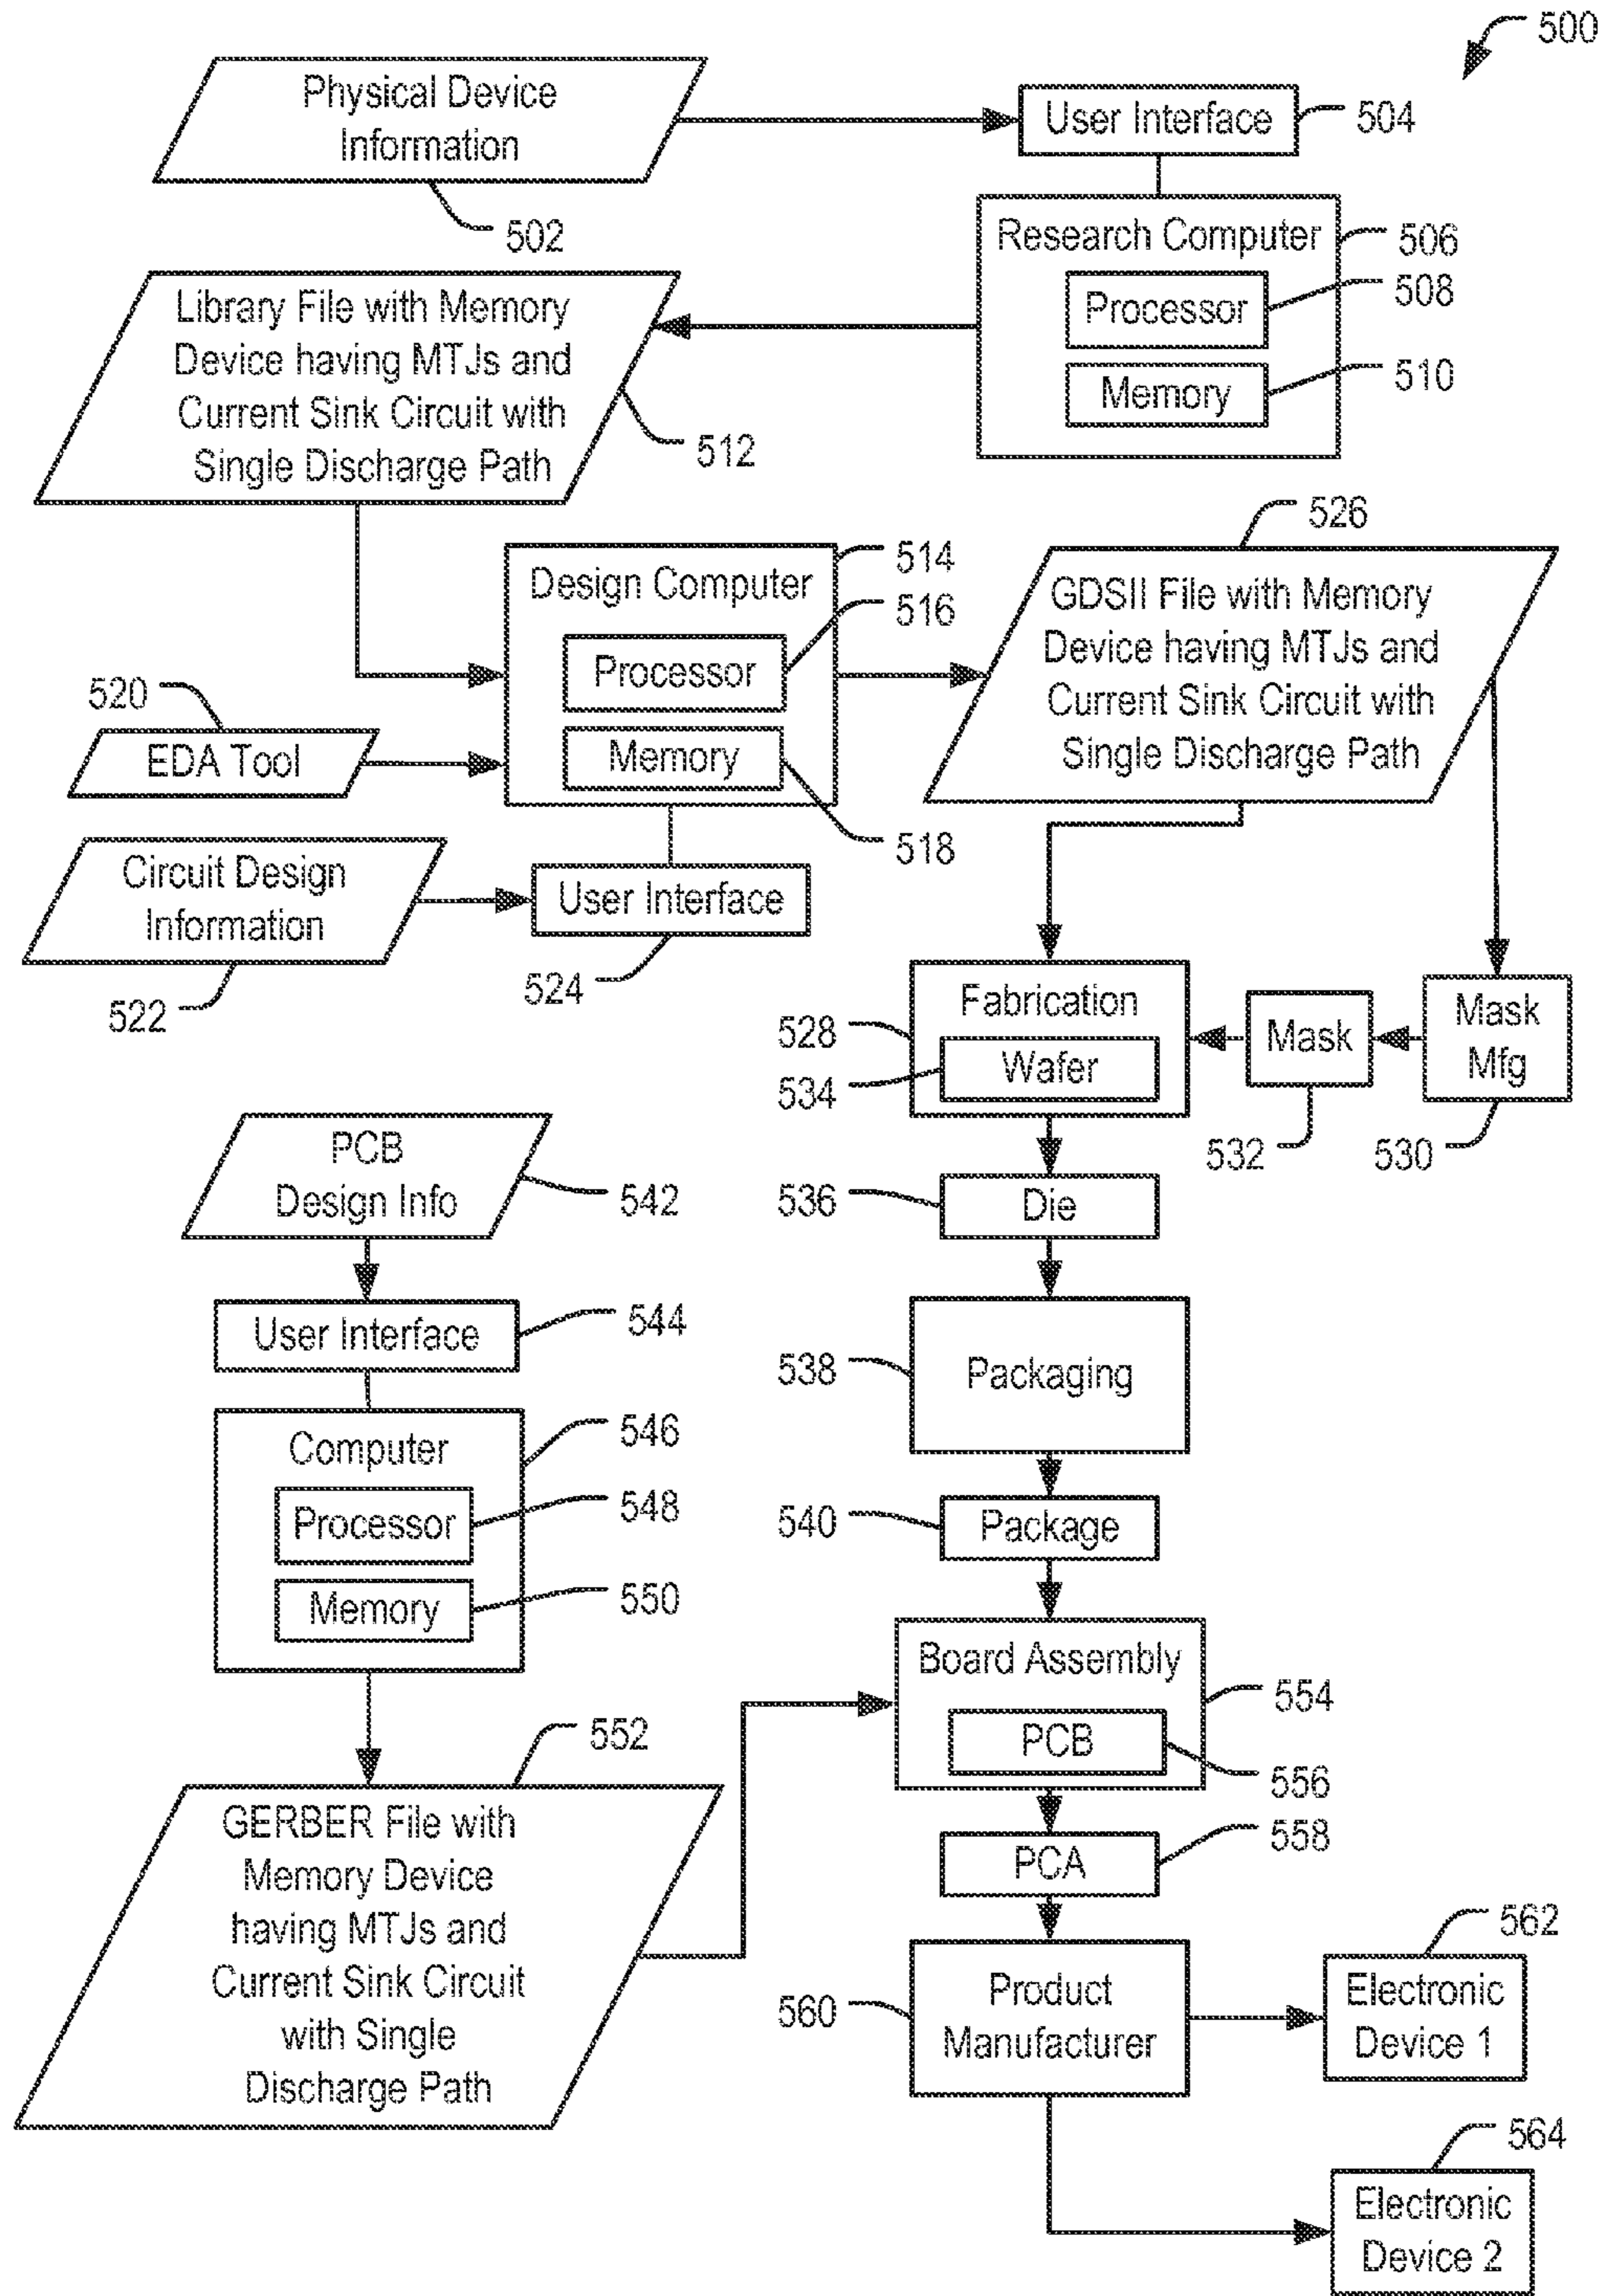 500
Physical Device
Information
502
User Interface
504
Research Computer
506
Processor
508
Memory
510
Library File with Memory
Device having MTJs and
Current Sink Circuit with
Single Discharge Path
512
Design Computer
514
Processor
516
Memory
518
520
EDA Tool
Circuit Design
Information
522
User Interface
524
526
GDSII File with Memory
Device having MTJs and
Current Sink Circuit with
Single Discharge Path
Fabrication
528
Wafer
534
Mask
532
Mask
Mfg
530
536
Die
538
Packaging
540
Package
PCB
Design Info
542
User Interface
544
Computer
546
Processor
548
Memory
550
552
GERBER File with
Memory Device
having MTJs and
Current Sink Circuit
with Single
Discharge Path
Board Assembly
554
PCB
556
PCA
558
560
Product
Manufacturer
562
Electronic
Device 1
564
Electronic
Device 2